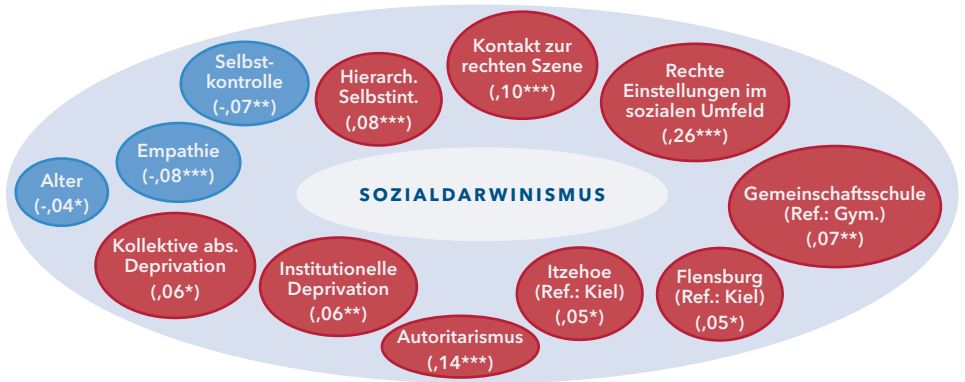 Selbst-
kontrolle
(-,07**)
Hierarch.
Selbstint.
(,08***)
Kontakt zur
rechten Szene
(,10***)
Rechte
Einstellungen im
sozialen Umfeld
(,26***)
Alter
(-,04*)
Empathie
(-,08***)
SOZIALDARWINISMUS
Gemeinschaftsschule
(Ref.: Gym.)
(,07**)
Kollektive abs.
Deprivation
(,06*)
Institutionelle
Deprivation
(,06**)
Autoritarismus
(,14***)
Itzehoe
(Ref.: Kiel)
(,05*)
Flensburg
(Ref.: Kiel)
(,05*)